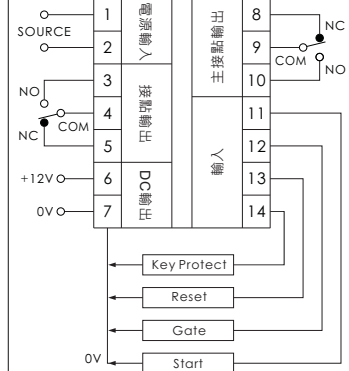 SOURCE
1
2
電源輸入
NO
COM
NC
3
4
5
接點輸出
+12V
0V
6
7
DC輸出
8
9
10
主接點輸出
NC
COM
NO
11
12
13
14
輸入
Key Protect
Reset
Gate
0V
Start